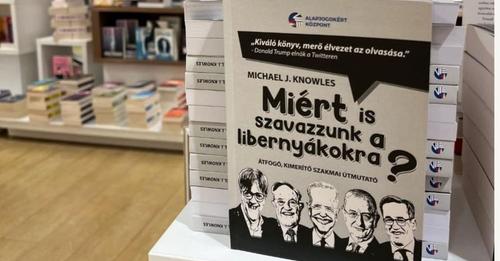 ALAPJOGOKÉRT
KÖZPONT
„Kiváló könyv, merő élvezet az olvasása.”
- Donald Trump elnök a Twitteren
MICHAEL J. KNOWLES
Miért is
szavazzunk a
libernyákokra?
ÁTFOGÓ, KIMERÍTŐ SZAKMAI ÚTMUTATÓ